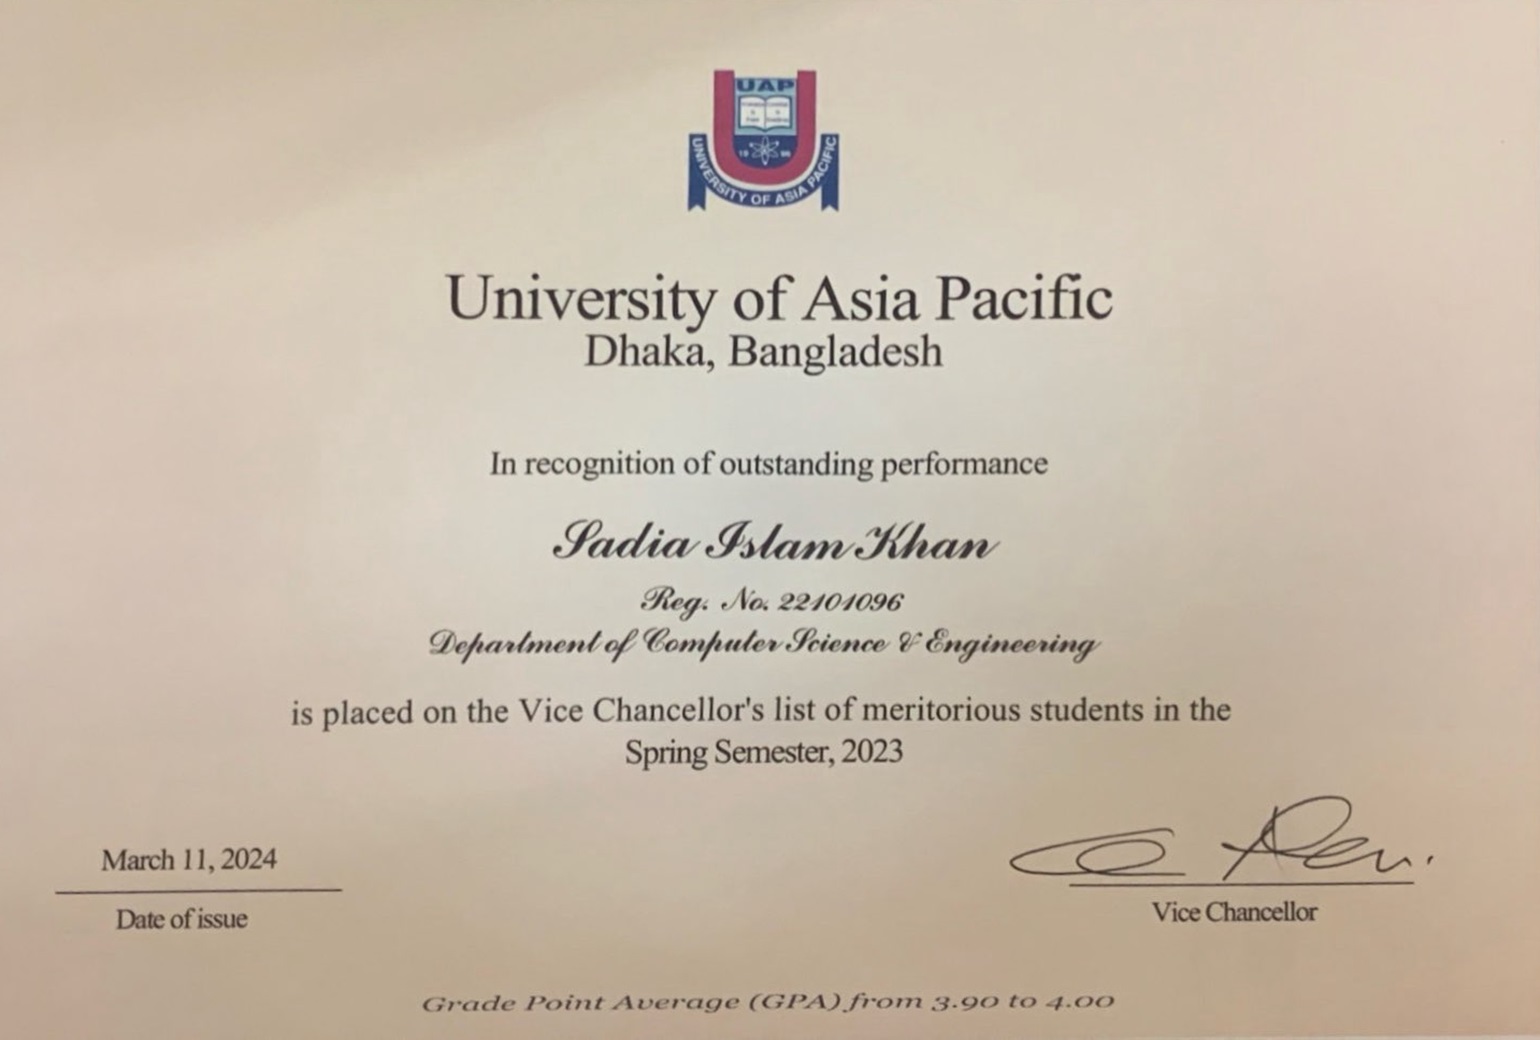 UAP
19 96
UNIVERSITY OF ASIA PACIFIC
University of Asia Pacific
Dhaka, Bangladesh
In recognition of outstanding performance
Sadia Islam Khan
Reg. No. 22101096
Department of Computer Science & Engineering
is placed on the Vice Chancellor's list of meritorious students in the
Spring Semester, 2023
March 11, 2024
Date of issue
Vice Chancellor
Grade Point Average (GPA) from 3.90 to 4.00